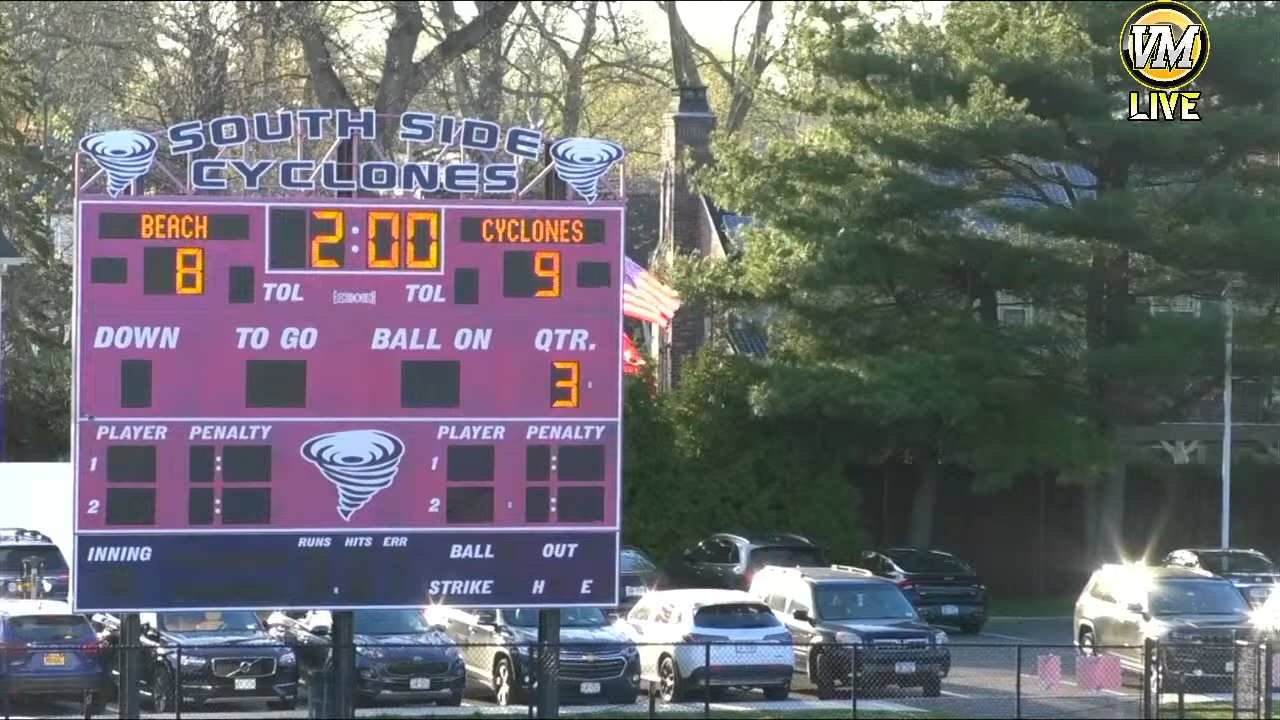 VM
LIVE
SOUTH SIDE
CYCLONES
BEACH 2:00 CYCLONES
8 TOL TOL 9
DOWN TO GO BALL ON QTR.
3
PLAYER PENALTY PLAYER PENALTY
1 1
2 2
INNING RUNS HITS ERR BALL OUT
STRIKE H E